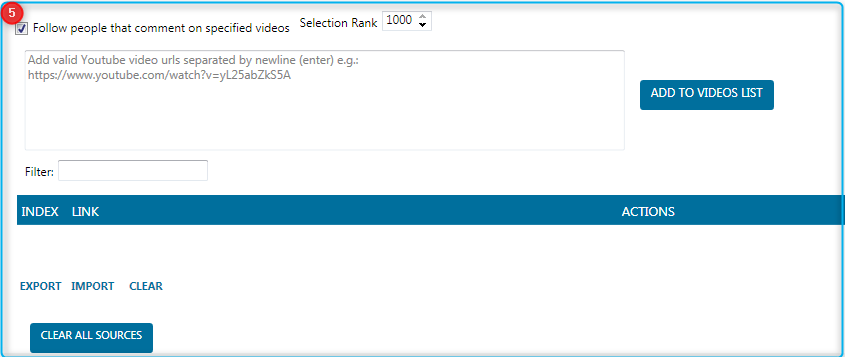 5
Follow people that comment on specified videos Selection Rank 1000
Add valid Youtube video urls separated by newline (enter) e.g.:
https://www.youtube.com/watch?v=yL25abZkS5A
ADD TO VIDEOS LIST
Filter:
INDEX LINK ACTIONS
EXPORT IMPORT CLEAR
CLEAR ALL SOURCES